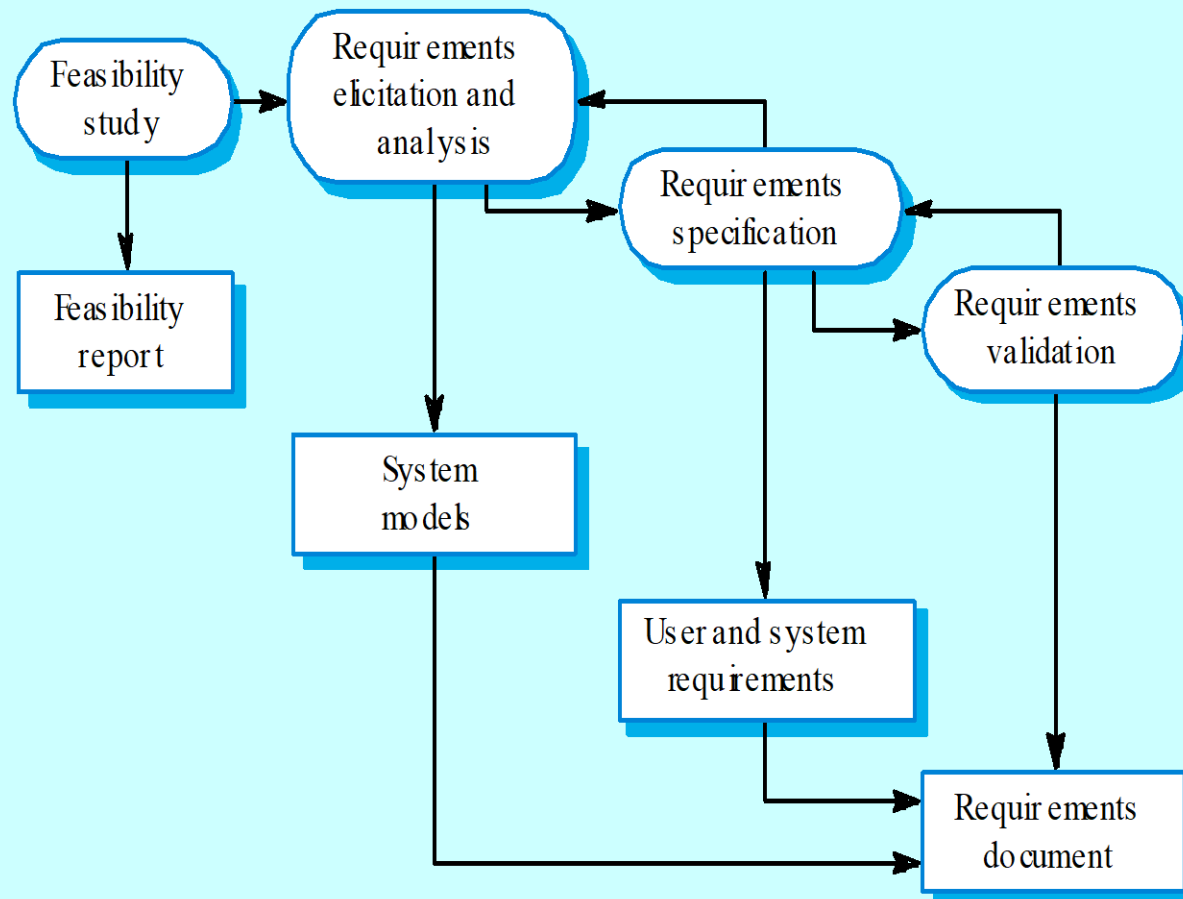 Feasibility
study
Requirements
elicitation and
analysis
Requirements
specification
Requirements
validation
Feasibility
report
System
models
User and system
requirements
Requirements
document